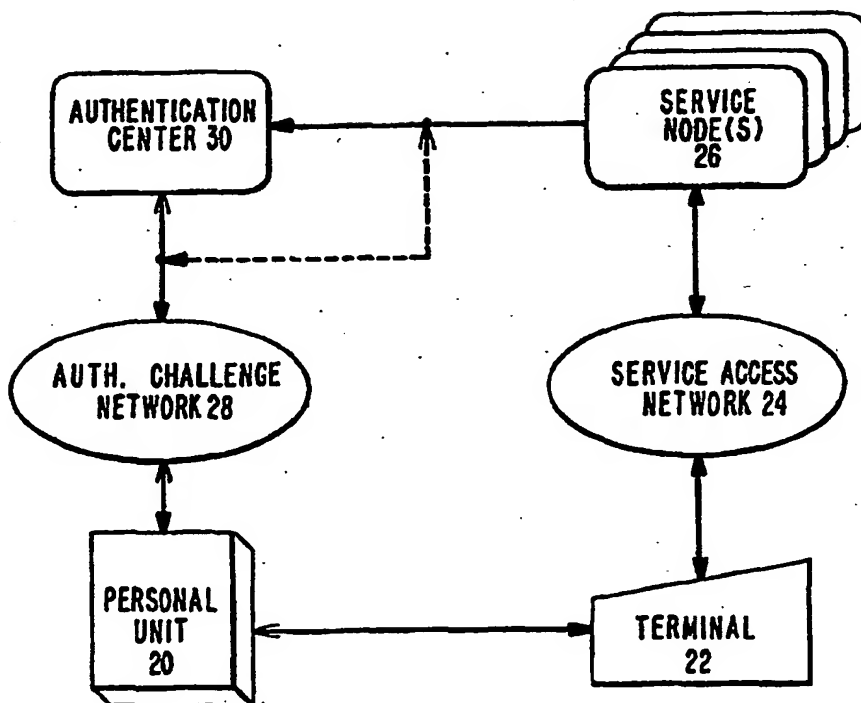 AUTHENTICATION
CENTER 30
SERVICE
NODE(S)
26
AUTH. CHALLENGE
NETWORK 28
SERVICE ACCESS
NETWORK 24
PERSONAL
UNIT
20
TERMINAL
22